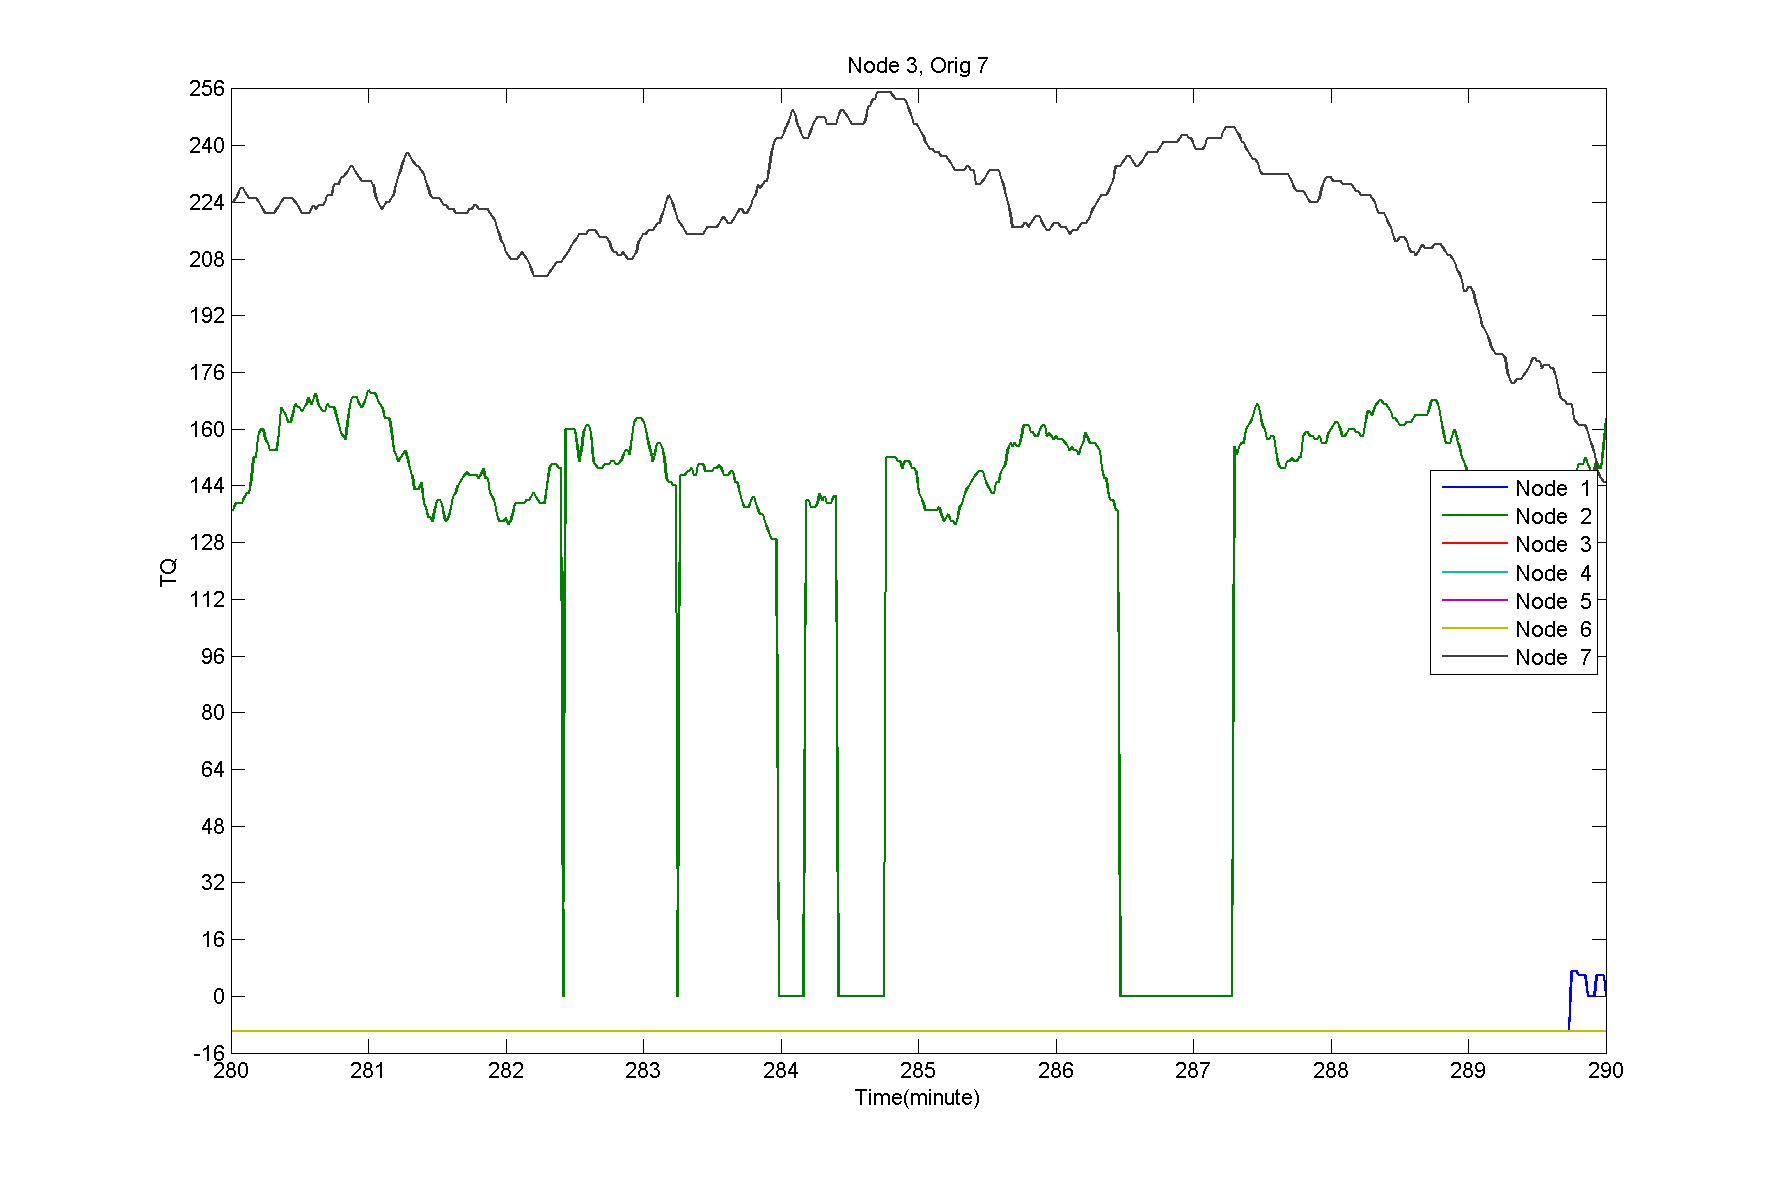 Node 3, Orig 7
256
240
224
208
192
176
160
144
128
112
96
80
64
48
32
16
0
-16
TQ
Node 1
Node 2
Node 3
Node 4
Node 5
Node 6
Node 7
280 281 282 283 284 285 286 287 288 289 290
Time(minute)